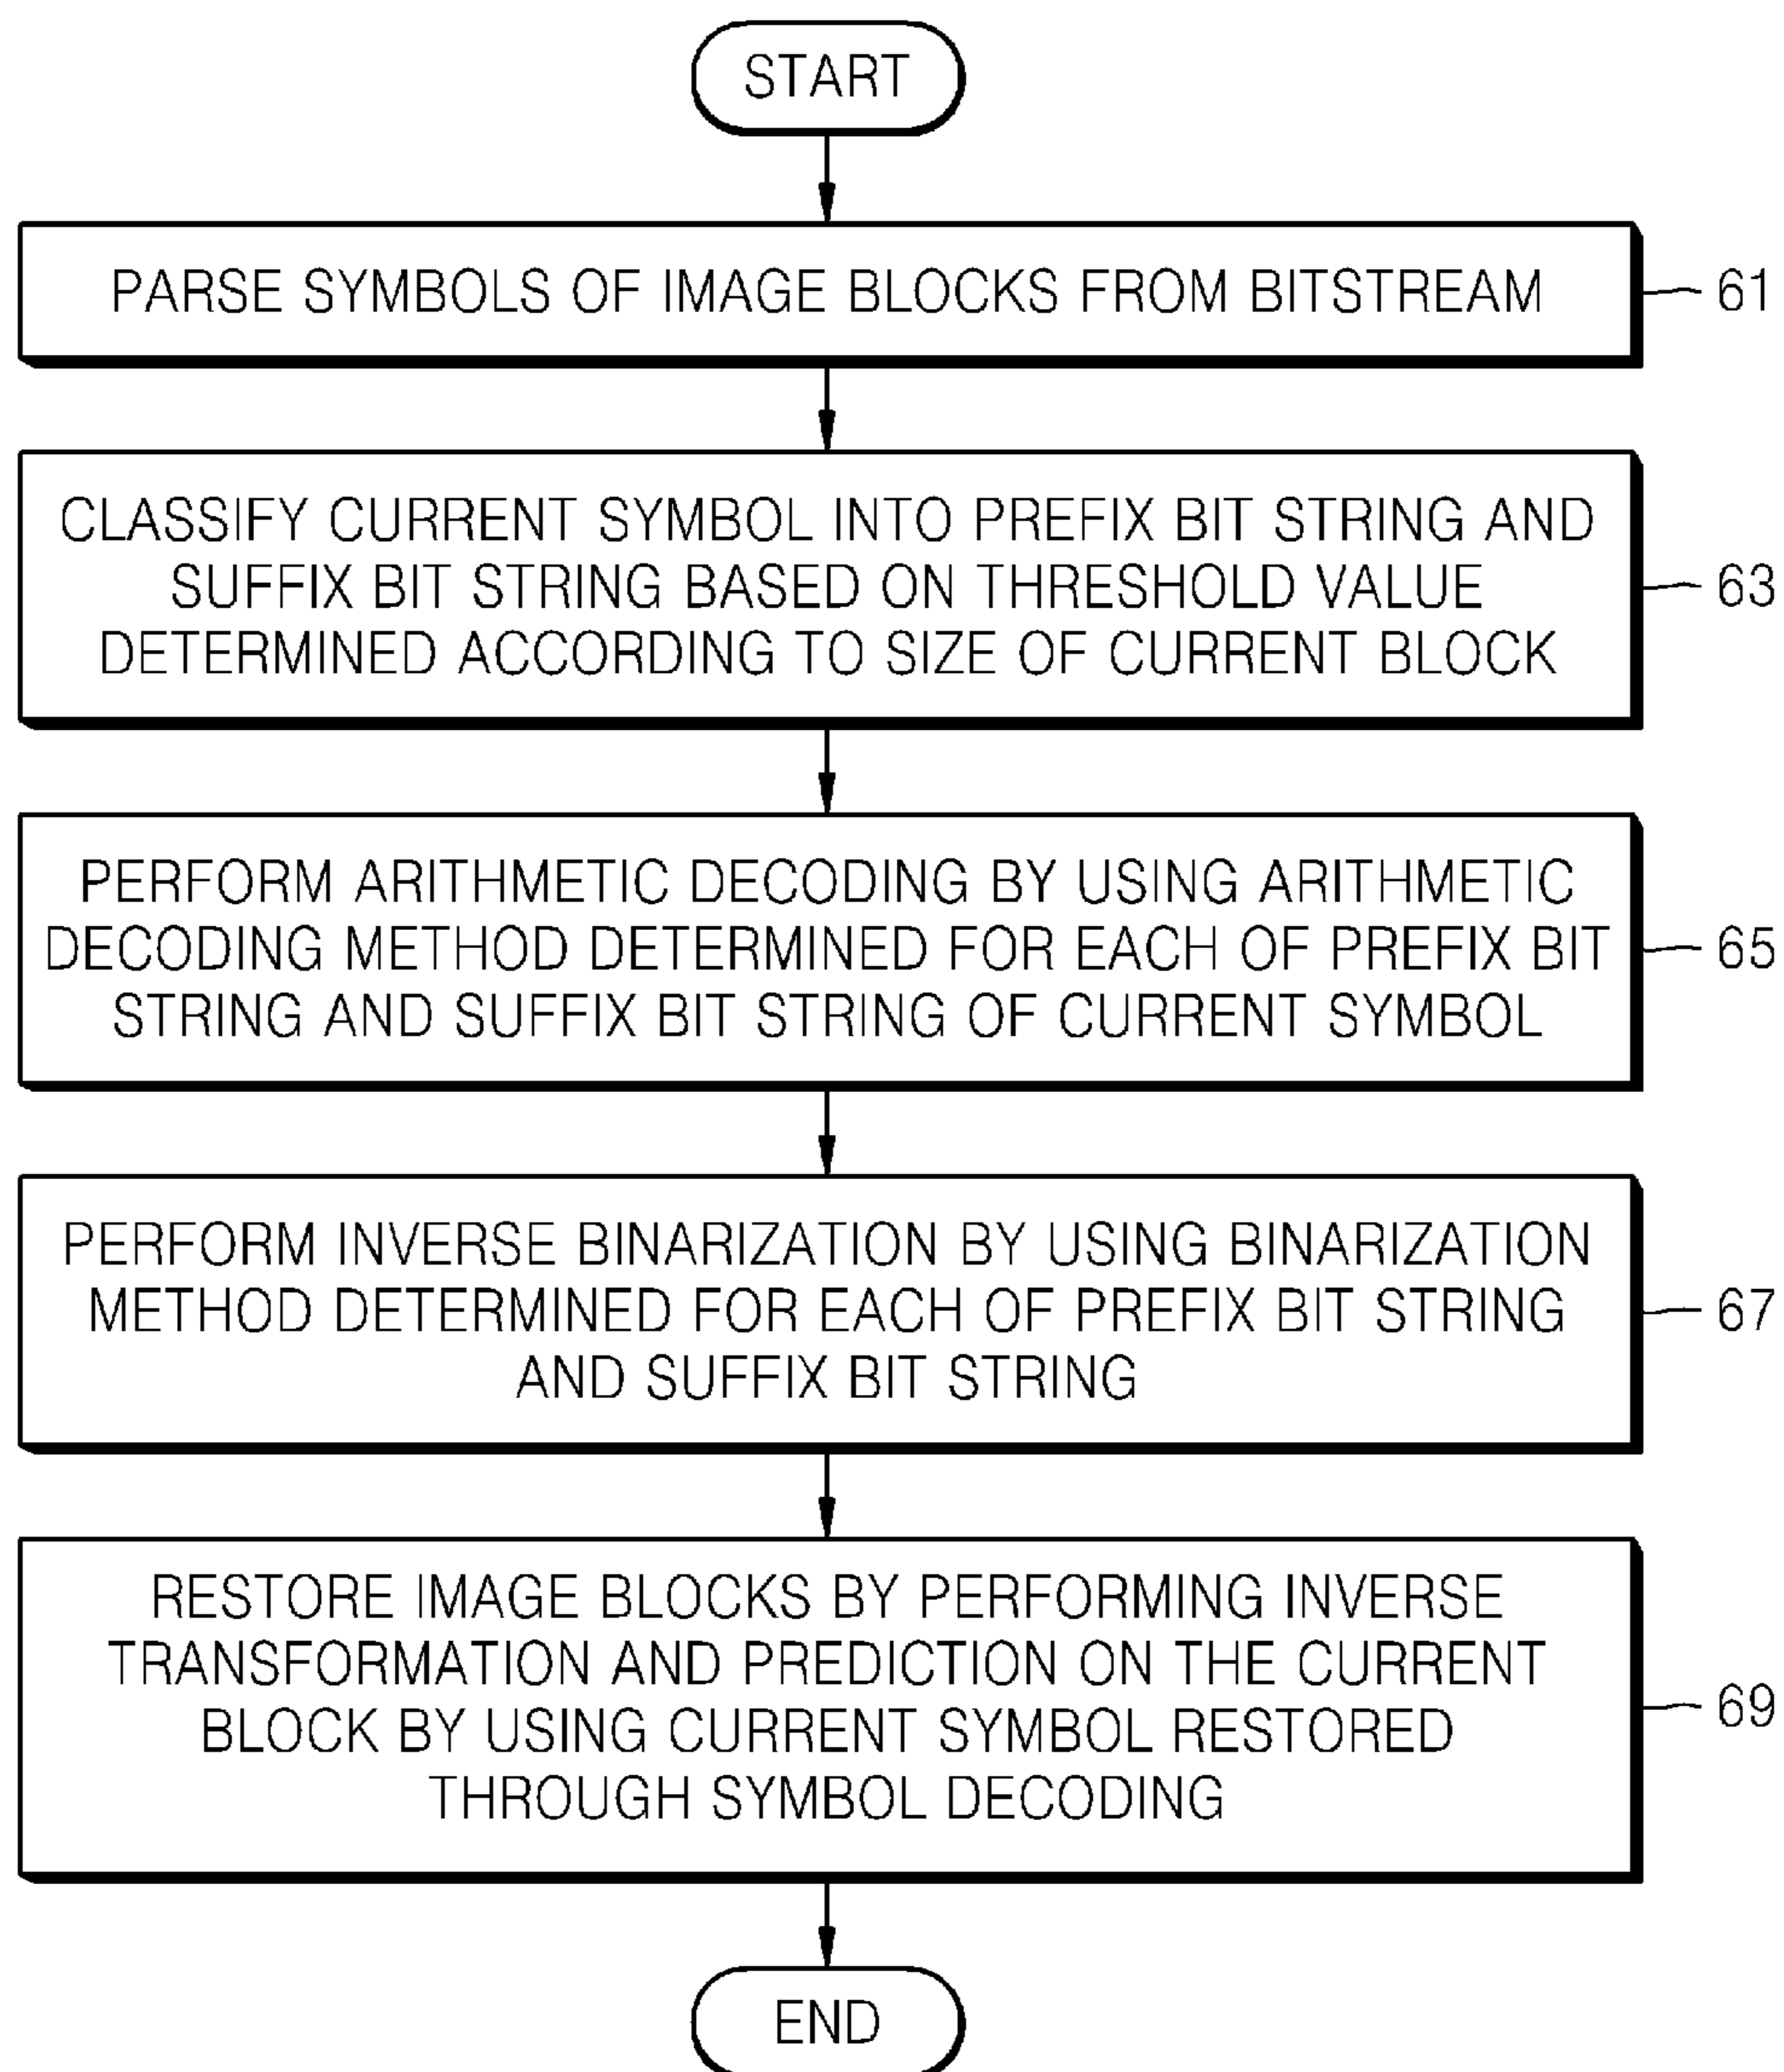 START
PARSE SYMBOLS OF IMAGE BLOCKS FROM BITSTREAM
61
CLASSIFY CURRENT SYMBOL INTO PREFIX BIT STRING AND
SUFFIX BIT STRING BASED ON THRESHOLD VALUE
DETERMINED ACCORDING TO SIZE OF CURRENT BLOCK
63
PERFORM ARITHMETIC DECODING BY USING ARITHMETIC
DECODING METHOD DETERMINED FOR EACH OF PREFIX BIT
STRING AND SUFFIX BIT STRING OF CURRENT SYMBOL
65
PERFORM INVERSE BINARIZATION BY USING BINARIZATION
METHOD DETERMINED FOR EACH OF PREFIX BIT STRING
AND SUFFIX BIT STRING
67
RESTORE IMAGE BLOCKS BY PERFORMING INVERSE
TRANSFORMATION AND PREDICTION ON THE CURRENT
BLOCK BY USING CURRENT SYMBOL RESTORED
THROUGH SYMBOL DECODING
69
END